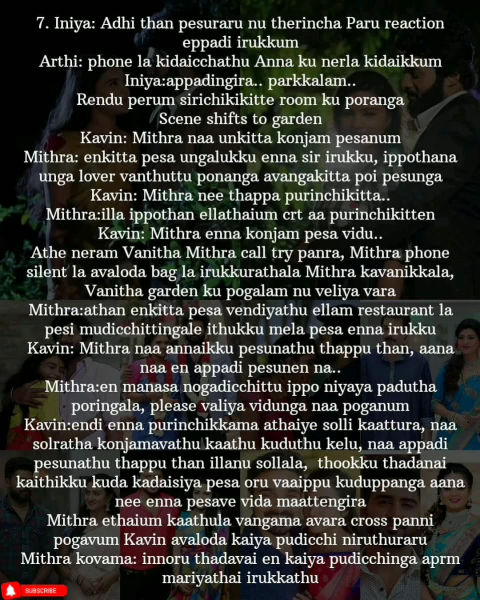 7. Iniya: Adhi than pesuraru nu therincha Paru reaction
eppadi irukkum
Arthi: phone la kidaicchathu Anna ku nerla kidaikkum
Iniya:appadingira.. parkkalam..
Rendu perum sirichikikitte room ku poranga
Scene shifts to garden
Kavin: Mithra naa unkitta konjam pesanum
Mithra: enkitta pesa ungalukku enna sir irukku, ippothana
unga lover vanthuttu ponanga avangakitta poi pesunga
Kavin: Mithra nee thappa purinchikitta..
Mithra:illa ippothan ellathaium crt aa purinchikitten
Kavin: Mithra enna konjam pesa vidu..
Athe neram Vanitha Mithra call try panra, Mithra phone
silent la avaloda bag la irukkurathala Mithra kavanikkala,
Vanitha garden ku pogalam nu veliya vara
Mithra:athan enkitta pesa vendiyathu ellam restaurant la
pesi mudicchittingale ithukku mela pesa enna irukku
Kavin: Mithra naa annaikku pesunathu thappu than, aana
naa en appadi pesunen na..
Mithra:en manasa nogadicchittu ippo niyaya padutha
poringala, please valiya vidunga naa poganum
Kavin:endi enna purinchikkama athaiye solli kaattura, naa
solratha konjamavathu kaathu kuduthu kelu, naa appadi
pesunathu thappu than illanu sollala,  thookku thadanai
kaithikku kuda kadaisiya pesa oru vaaippu kuduppanga aana
nee enna pesave vida maattengira
Mithra ethaium kaathula vangama avara cross panni
pogavum Kavin avaloda kaiya pudicchi niruthuraru
Mithra kovama: innoru thadavai en kaiya pudicchinga aprm
mariyathai irukkathu
SUBSCRIBE